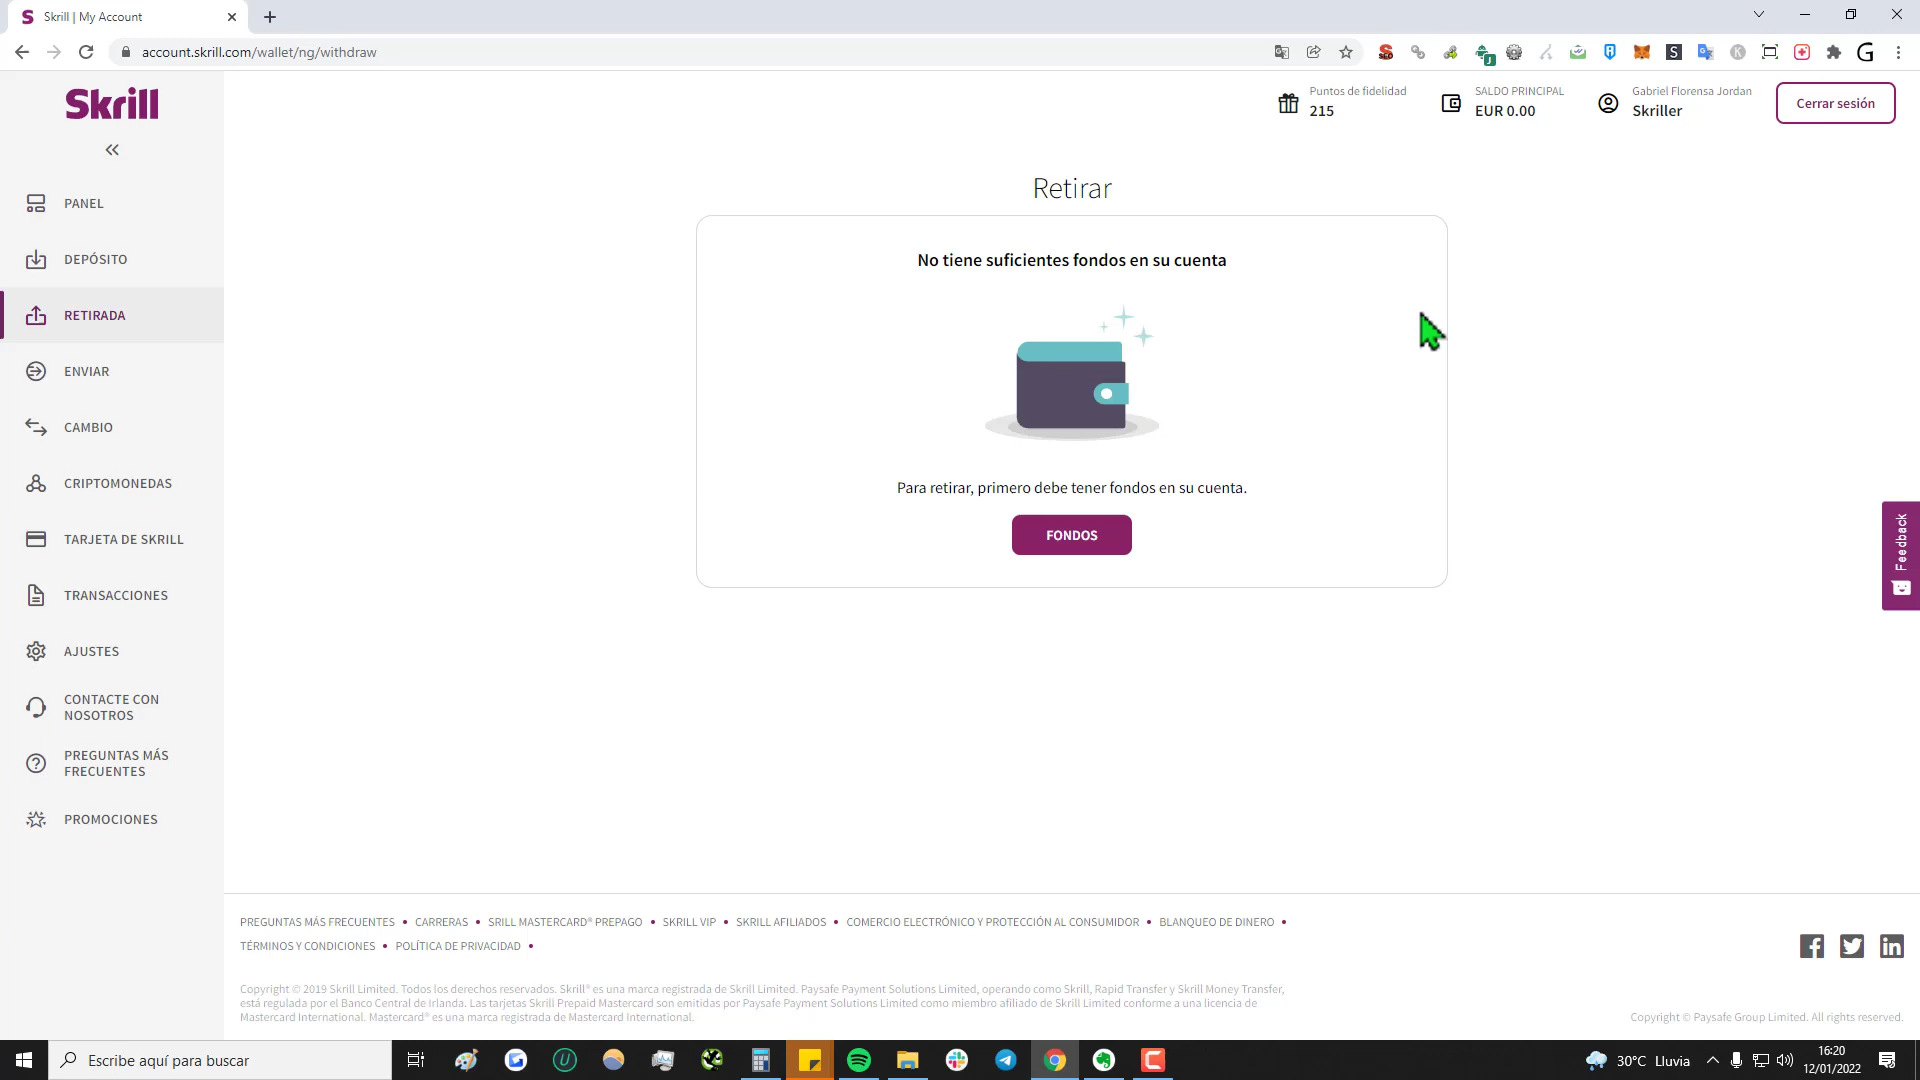 Skrill | My Account
account.skrill.com/wallet/ng/withdraw
Skrill
Puntos de fidelidad
215
SALDO PRINCIPAL
EUR 0.00
Gabriel Florensa Jordan
Skriller
Cerrar sesión
PANEL
DEPÓSITO
RETIRADA
ENVIAR
CAMBIO
CRIPTOMONEDAS
TARJETA DE SKRILL
TRANSACCIONES
AJUSTES
CONTACTE CON
NOSOTROS
PREGUNTAS MÁS
FRECUENTES
PROMOCIONES
Retirar
No tiene suficientes fondos en su cuenta
Para retirar, primero debe tener fondos en su cuenta.
FONDOS
Feedback
PREGUNTAS MÁS FRECUENTES • CARRERAS • SRILL MASTERCARD® PREPAGO • SKRILL VIP • SKRILL AFILIADOS • COMERCIO ELECTRÓNICO Y PROTECCIÓN AL CONSUMIDOR • BLANQUEO DE DINERO •
TÉRMINOS Y CONDICIONES • POLÍTICA DE PRIVACIDAD •
Copyright © 2019 Skrill Limited. Todos los derechos reservados. Skrill® es una marca registrada de Skrill Limited. Paysafe Payment Solutions Limited, operando como Skrill, Rapid Transfer y Skrill Money Transfer,
está regulada por el Banco Central de Irlanda. Las tarjetas Skrill Prepaid Mastercard son emitidas por Paysafe Payment Solutions Limited como miembro afiliado de Skrill Limited conforme a una licencia de
Mastercard International. Mastercard® es una marca registrada de Mastercard International.
Copyright © Paysafe Group Limited. All rights reserved.
Escribe aquí para buscar
30°C Lluvia
16:20
12/01/2022